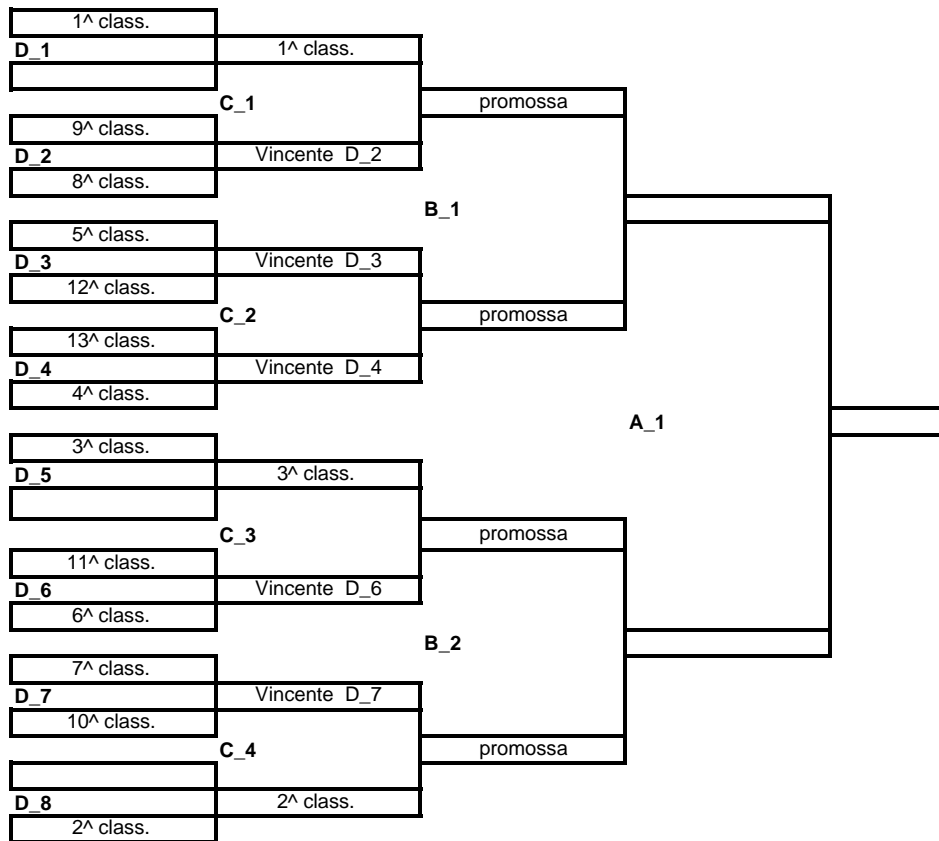 1^ class.
D_1
1^ class.
C_1
promossa
9^ class.
D_2
Vincente D_2
8^ class.
B_1
5^ class.
D_3
Vincente D_3
12^ class.
C_2
promossa
13^ class.
D_4
Vincente D_4
4^ class.
A_1
3^ class.
D_5
3^ class.
C_3
promossa
11^ class.
D_6
Vincente D_6
6^ class.
B_2
7^ class.
D_7
Vincente D_7
10^ class.
C_4
promossa
D_8
2^ class.
2^ class.